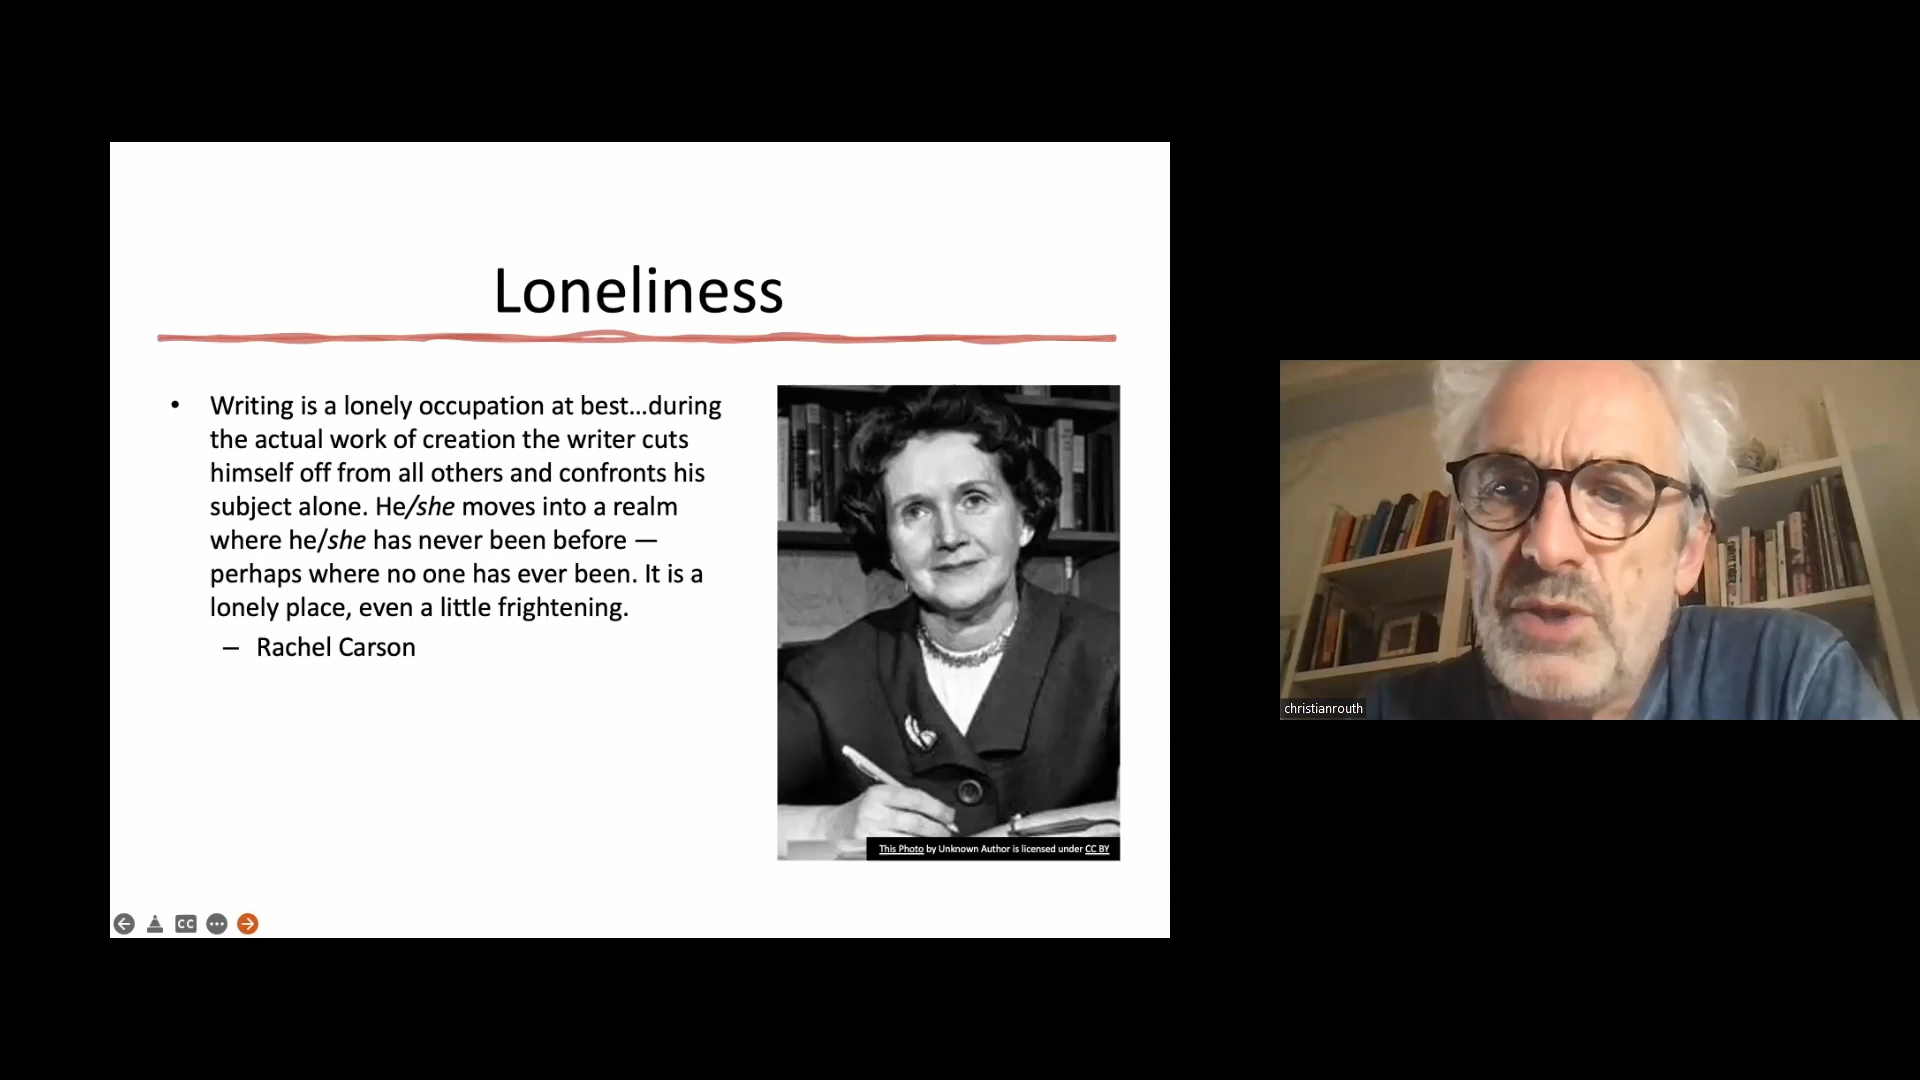 Loneliness
• Writing is a lonely occupation at best...during
the actual work of creation the writer cuts
himself off from all others and confronts his
subject alone. He/she moves into a realm
where he/she has never been before —
perhaps where no one has ever been. It is a
lonely place, even a little frightening.
– Rachel Carson
This Photo by Unknown Author is licensed under CC BY
CC
christianrouth